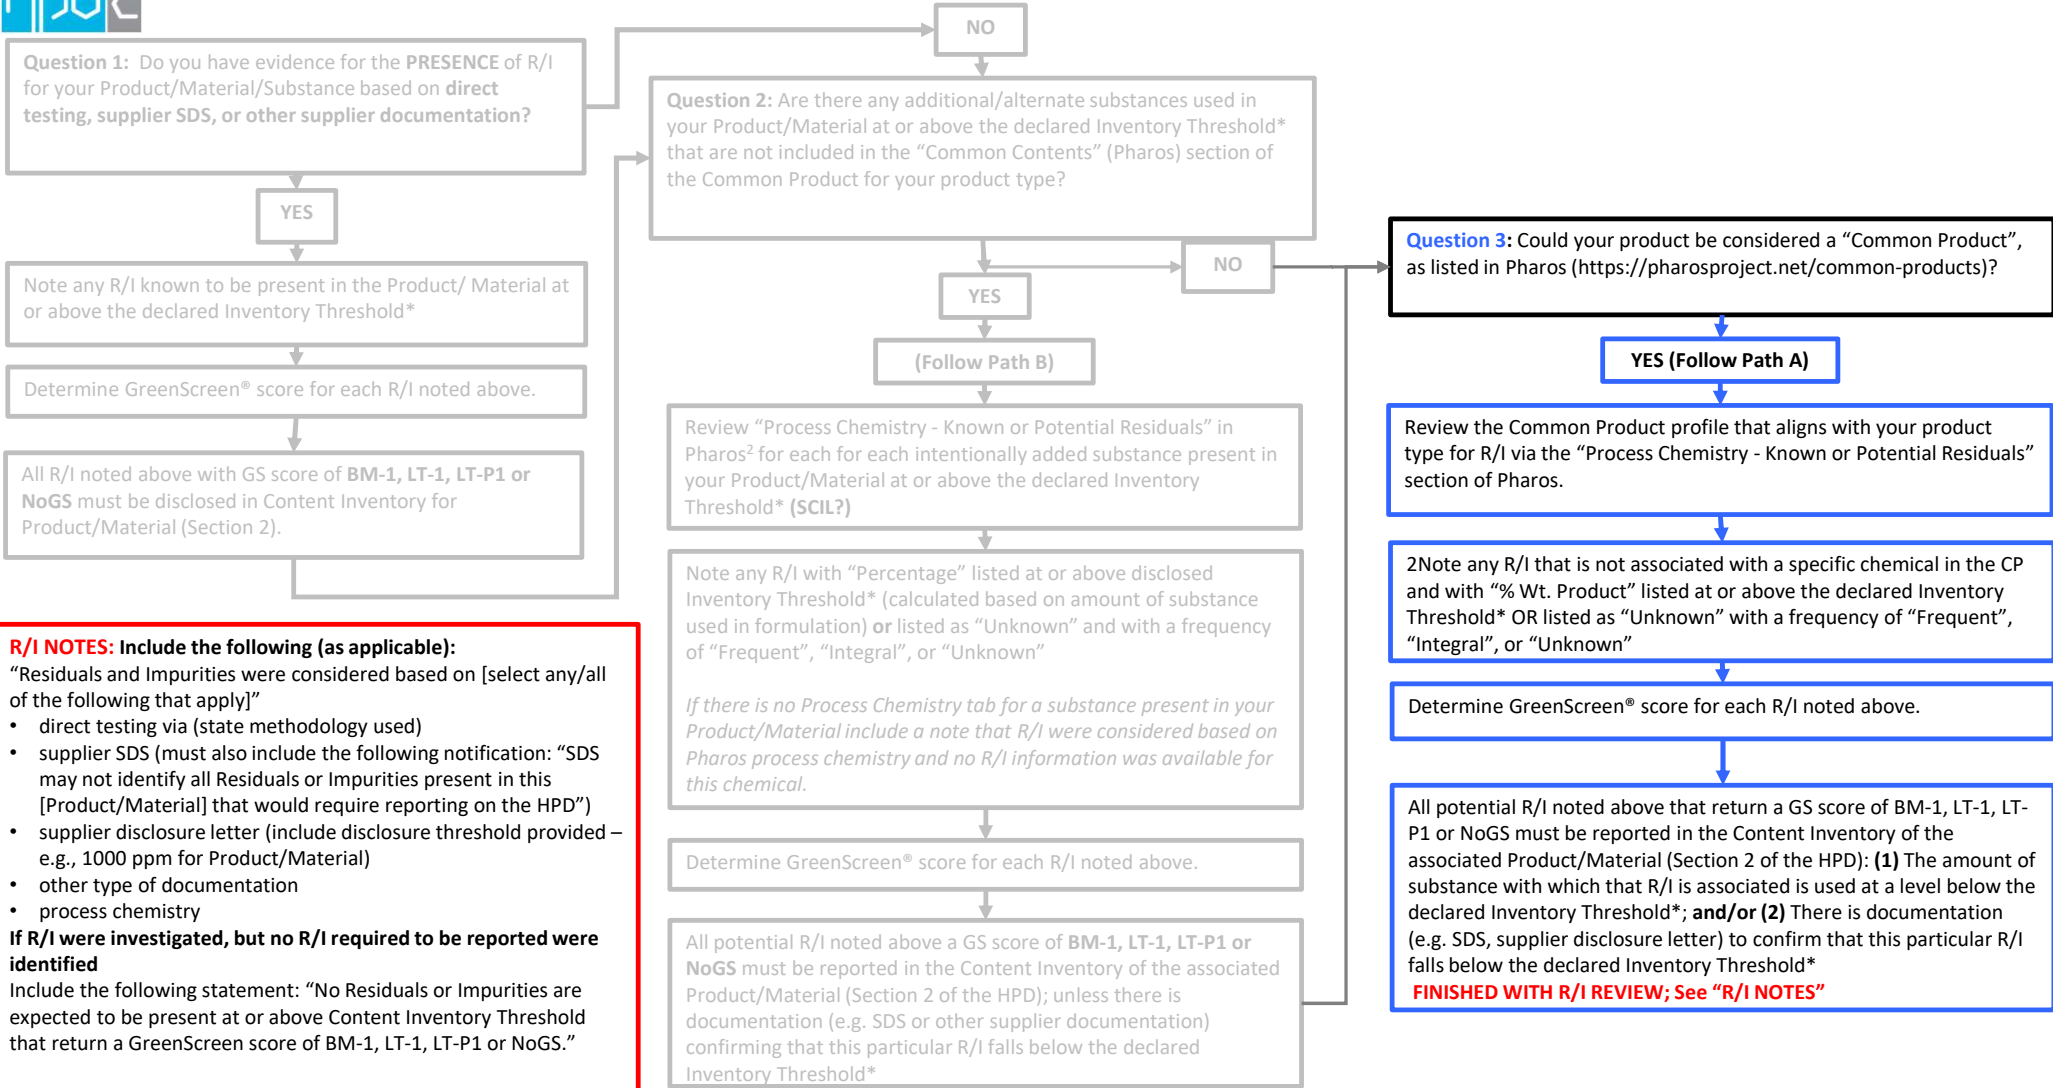 Question 1: Do you have evidence for the PRESENCE of R/I
for your Product/Material/Substance based on direct
testing, supplier SDS, or other supplier documentation?
YES
Note any R/I known to be present in the Product/ Material at
or above the declared Inventory Threshold*
Determine GreenScreen® score for each R/I noted above.
All R/I noted above with GS score of BM-1, LT-1, LT-P1 or
NoGS must be disclosed in Content Inventory for
Product/Material (Section 2).
R/I NOTES: Include the following (as applicable):
“Residuals and Impurities were considered based on [select any/all
of the following that apply]”
• direct testing via (state methodology used)
• supplier SDS (must also include the following notification: “SDS
may not identify all Residuals or Impurities present in this
[Product/Material] that would require reporting on the HPD”)
• supplier disclosure letter (include disclosure threshold provided –
e.g., 1000 ppm for Product/Material)
• other type of documentation
• process chemistry
If R/I were investigated, but no R/I required to be reported were
identified
Include the following statement: “No Residuals or Impurities are
expected to be present at or above Content Inventory Threshold
that return a GreenScreen score of BM-1, LT-1, LT-P1 or NoGS.”
NO
Question 2: Are there any additional/alternate substances used in
your Product/Material at or above the declared Inventory Threshold*
that are not included in the “Common Contents” (Pharos) section of
the Common Product for your product type?
NO
YES
(Follow Path B)
Review “Process Chemistry - Known or Potential Residuals” in
Pharos2 for each for each intentionally added substance present in
your Product/Material at or above the declared Inventory
Threshold* (SCIL?)
Note any R/I with “Percentage” listed at or above disclosed
Inventory Threshold* (calculated based on amount of substance
used in formulation) or listed as “Unknown” and with a frequency
of “Frequent”, “Integral”, or “Unknown”
If there is no Process Chemistry tab for a substance present in your
Product/Material include a note that R/I were considered based on
Pharos process chemistry and no R/I information was available for
this chemical.
Determine GreenScreen® score for each R/I noted above.
All potential R/I noted above a GS score of BM-1, LT-1, LT-P1 or
NoGS must be reported in the Content Inventory of the associated
Product/Material (Section 2 of the HPD); unless there is
documentation (e.g. SDS or other supplier documentation)
confirming that this particular R/I falls below the declared
Inventory Threshold*
Question 3: Could your product be considered a “Common Product”,
as listed in Pharos (https://pharosproject.net/common-products)?
YES (Follow Path A)
Review the Common Product profile that aligns with your product
type for R/I via the “Process Chemistry - Known or Potential Residuals”
section of Pharos.
2Note any R/I that is not associated with a specific chemical in the CP
and with “% Wt. Product” listed at or above the declared Inventory
Threshold* OR listed as “Unknown” with a frequency of “Frequent”,
“Integral”, or “Unknown”
Determine GreenScreen® score for each R/I noted above.
All potential R/I noted above that return a GS score of BM-1, LT-1, LT-
P1 or NoGS must be reported in the Content Inventory of the
associated Product/Material (Section 2 of the HPD): (1) The amount of
substance with which that R/I is associated is used at a level below the
declared Inventory Threshold*; and/or (2) There is documentation
(e.g. SDS, supplier disclosure letter) to confirm that this particular R/I
falls below the declared Inventory Threshold*
FINISHED WITH R/I REVIEW; See “R/I NOTES”